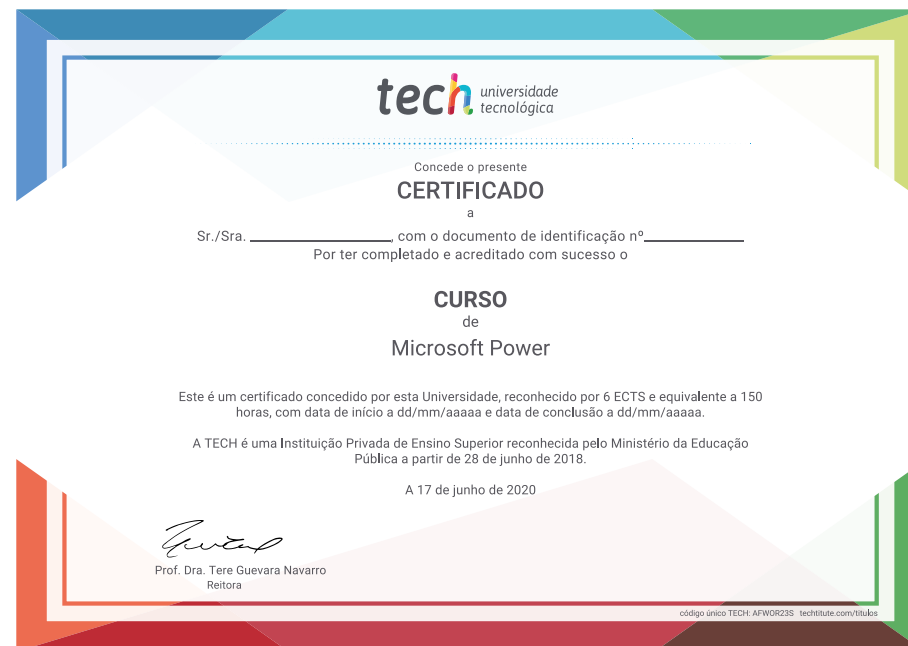 tech universidade
tecnológica
Concede o presente
CERTIFICADO
a
Sr./Sra. ________________, com o documento de identificação nº____________
Por ter completado e acreditado com sucesso o
CURSO
de
Microsoft Power
Este é um certificado concedido por esta Universidade, reconhecido por 6 ECTS e equivalente a 150
horas, com data de início a dd/mm/aaaaa e data de conclusão a dd/mm/aaaaa.
A TECH é uma Instituição Privada de Ensino Superior reconhecida pelo Ministério da Educação
Pública a partir de 28 de junho de 2018.
A 17 de junho de 2020
Prof. Dra. Tere Guevara Navarro
Reitora
código único TECH: AFWOR23S techtitute.com/titulos